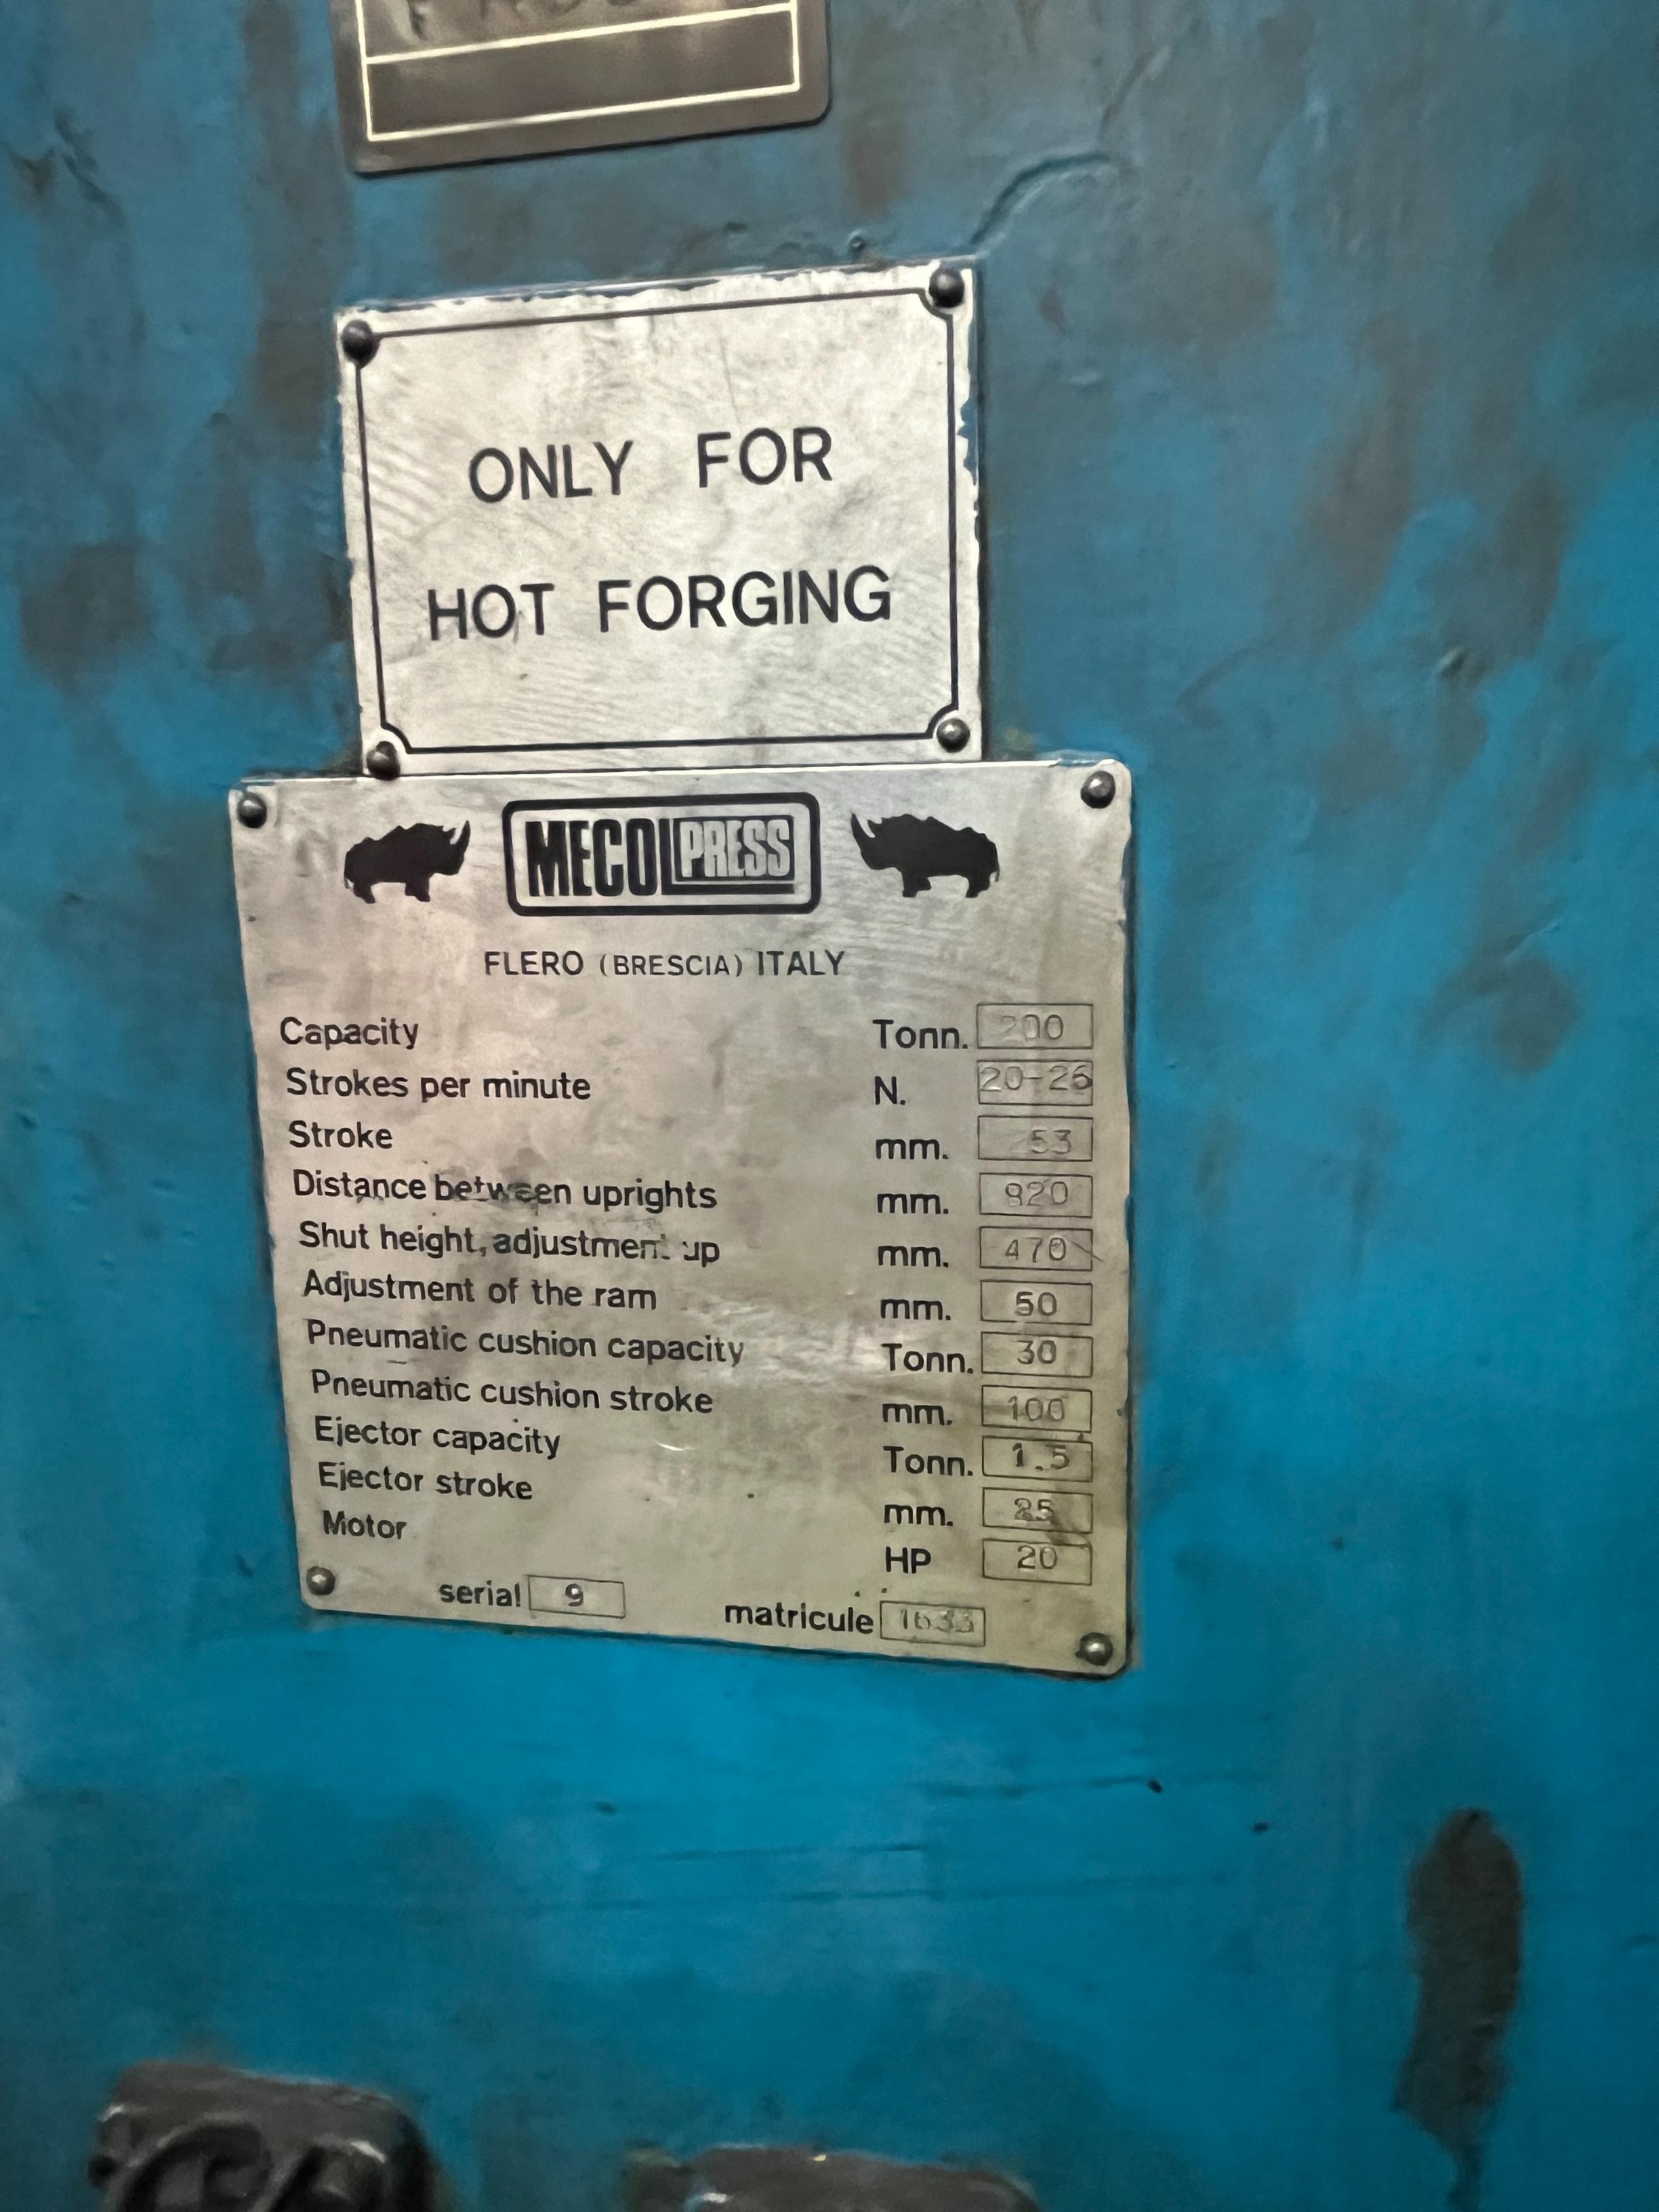 ONLY FOR
HOT FORGING
MECOLPRESS
FLERO (BRESCIA) ITALY
Capacity Tonn. 200
Strokes per minute N. 20-25
Stroke mm. 53
Distance between uprights mm. 820
Shut height, adjustment up mm. 470
Adjustment of the ram mm. 50
Pneumatic cushion capacity Tonn. 30
Pneumatic cushion stroke mm. 100
Ejector capacity Tonn. 1.5
Ejector stroke mm. 25
Motor HP 20
serial 9 matricule 1633